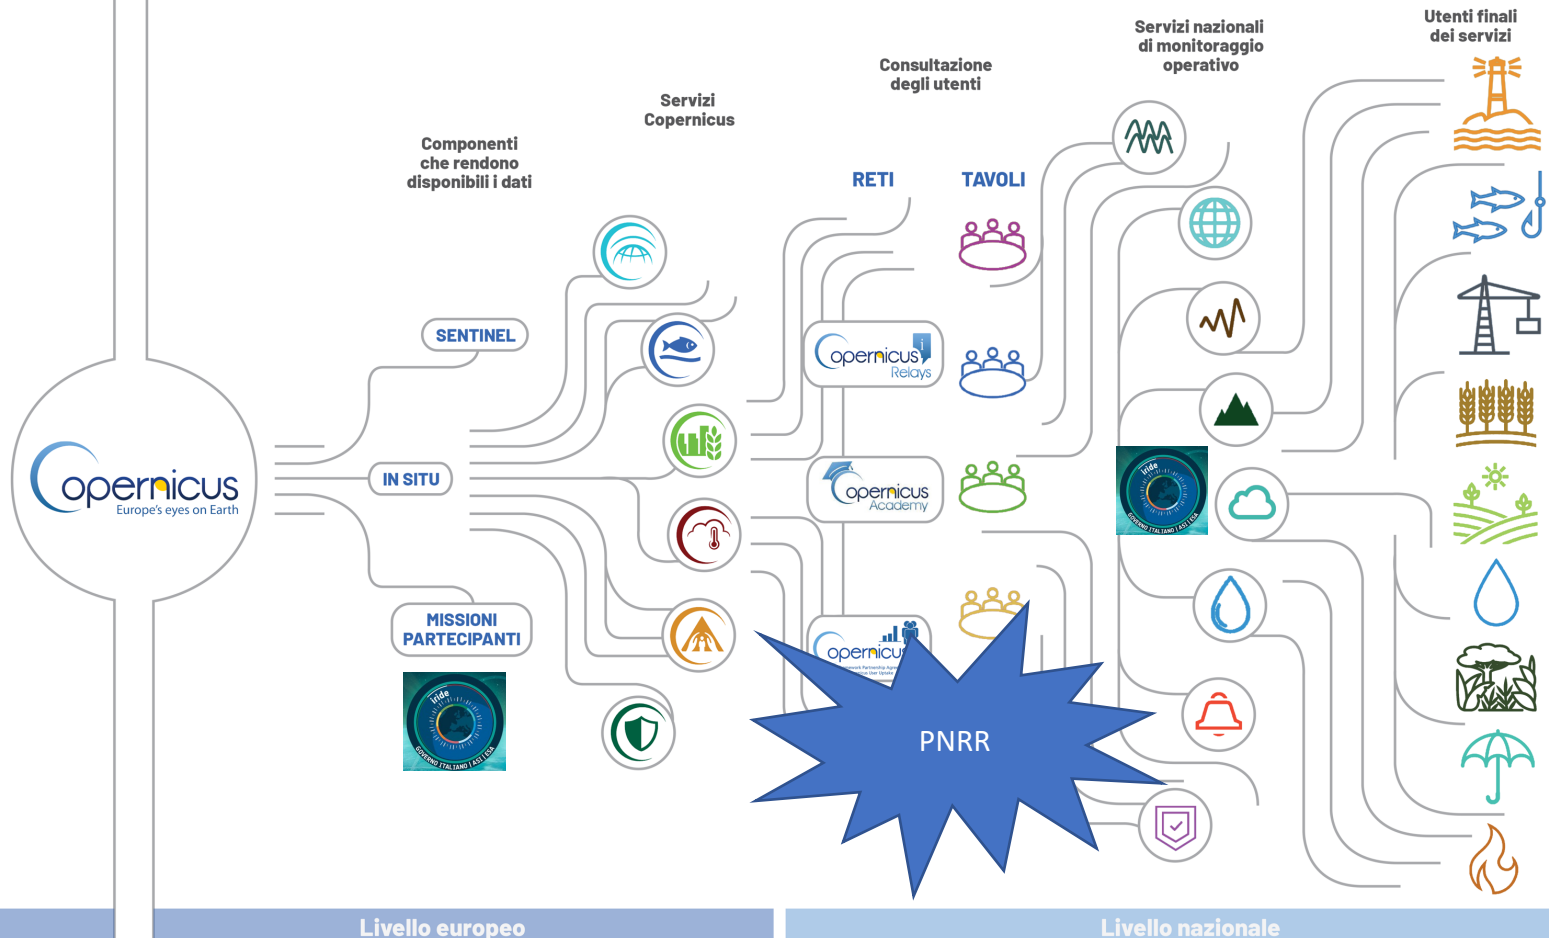 Utenti finali
dei servizi
Servizi nazionali
di monitoraggio
operativo
Consultazione
degli utenti
Servizi
Copernicus
Componenti
che rendono
disponibili i dati
RETI
TAVOLI
SENTINEL
opernicus
Relays
IN SITU
opernicus
Europe's eyes on Earth
opernicus
Academy
iride
GOVERNO ITALIANO | ASI | ESA
MISSIONI
PARTECIPANTI
opernicu
iride
GOVERNO ITALIANO | ASI | ESA
PNRR
Livello europeo
Livello nazionale